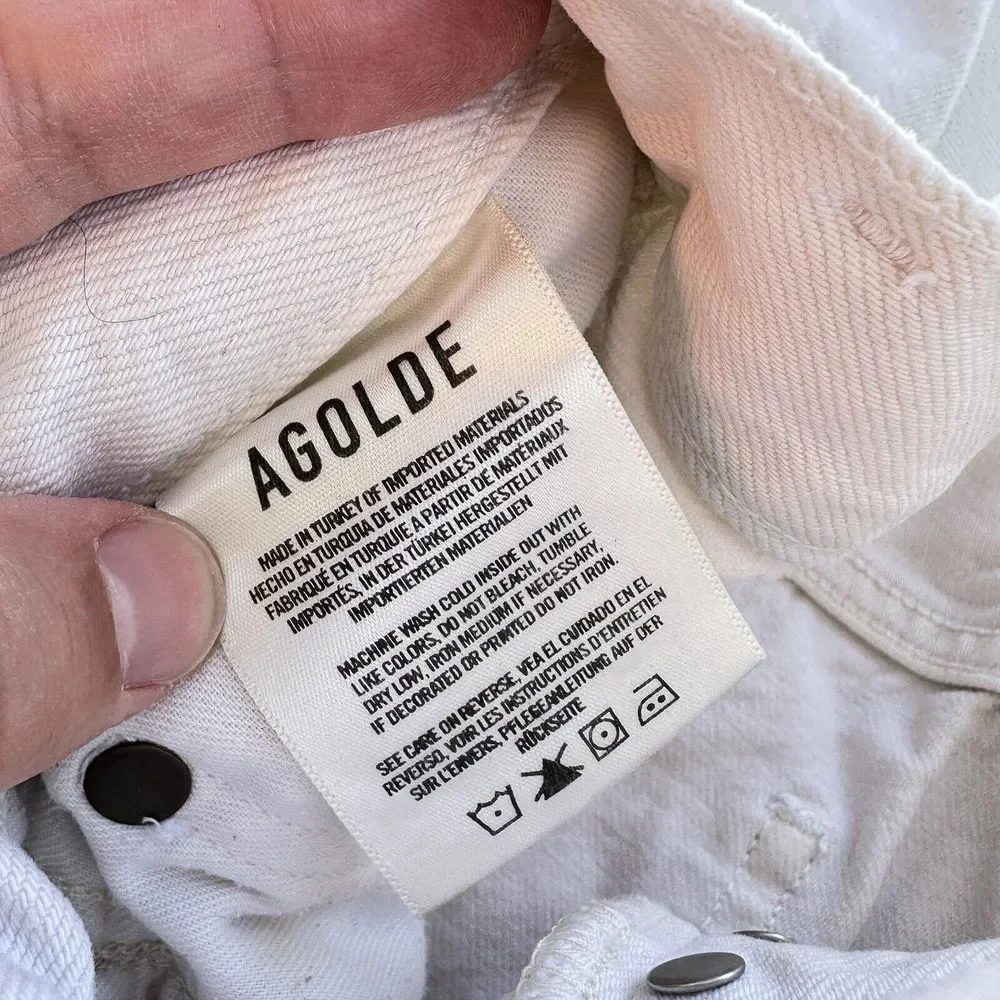 AGOLDE
MADE IN TURKEY OF IMPORTED MATERIALS
HECHO EN TURQUIA DE MATERIALES IMPORTADOS
FABRIQUÉ EN TURQUIE A PARTIR DE MATÉRIAUX
IMPORTÉS, IN DER TÜRKEI HERGESTELLT MIT
IMPORTIERTEN MATERIALIEN
MACHINE WASH COLD INSIDE OUT WITH
LIKE COLORS, DO NOT BLEACH, TUMBLE
DRY LOW, IRON MEDIUM IF NECESSARY,
IF DECORATED OR PRINTED DO NOT IRON.
SEE CARE ON REVERSE, VEA EL CUIDADO EN EL
REVERSO, VOIR LES INSTRUCTIONS D'ENTRETIEN
SUR L'ENVERS, PFLEGEANLEITUNG AUF DER
RÜCKSEITE